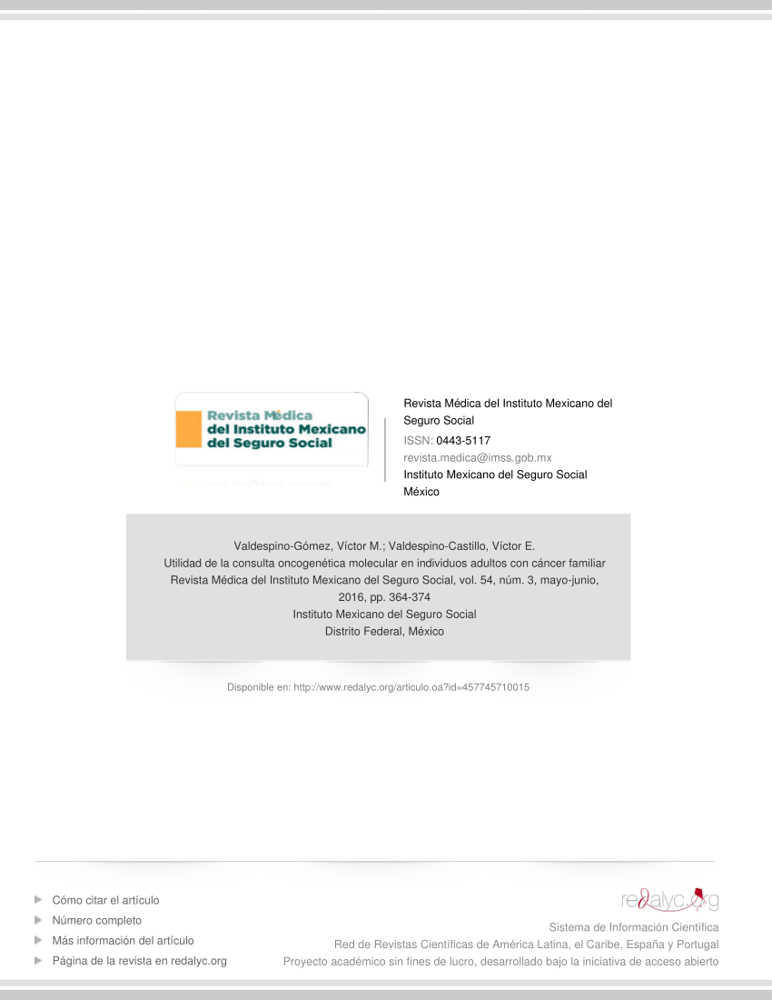 Revista Médica
del Instituto Mexicano
del Seguro Social
Revista Médica del Instituto Mexicano del
Seguro Social
ISSN: 0443-5117
revista.medica@imss.gob.mx
Instituto Mexicano del Seguro Social
México
Valdespino-Gómez, Víctor M.; Valdespino-Castillo, Víctor E.
Utilidad de la consulta oncogenética molecular en individuos adultos con cáncer familiar
Revista Médica del Instituto Mexicano del Seguro Social, vol. 54, núm. 3, mayo-junio,
2016, pp. 364-374
Instituto Mexicano del Seguro Social
Distrito Federal, México
Disponible en: http://www.redalyc.org/articulo.oa?id=457745710015
Cómo citar el artículo
Número completo
Más información del artículo
Página de la revista en redalyc.org
redalyc.org
Sistema de Información Científica
Red de Revistas Científicas de América Latina, el Caribe, España y Portugal
Proyecto académico sin fines de lucro, desarrollado bajo la iniciativa de acceso abierto